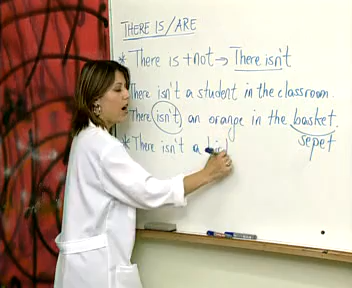 THERE IS/ARE
* There is + not → There isn't
There isn't a student in the classroom.
There isn't an orange in the basket.
sepet
* There isn't a